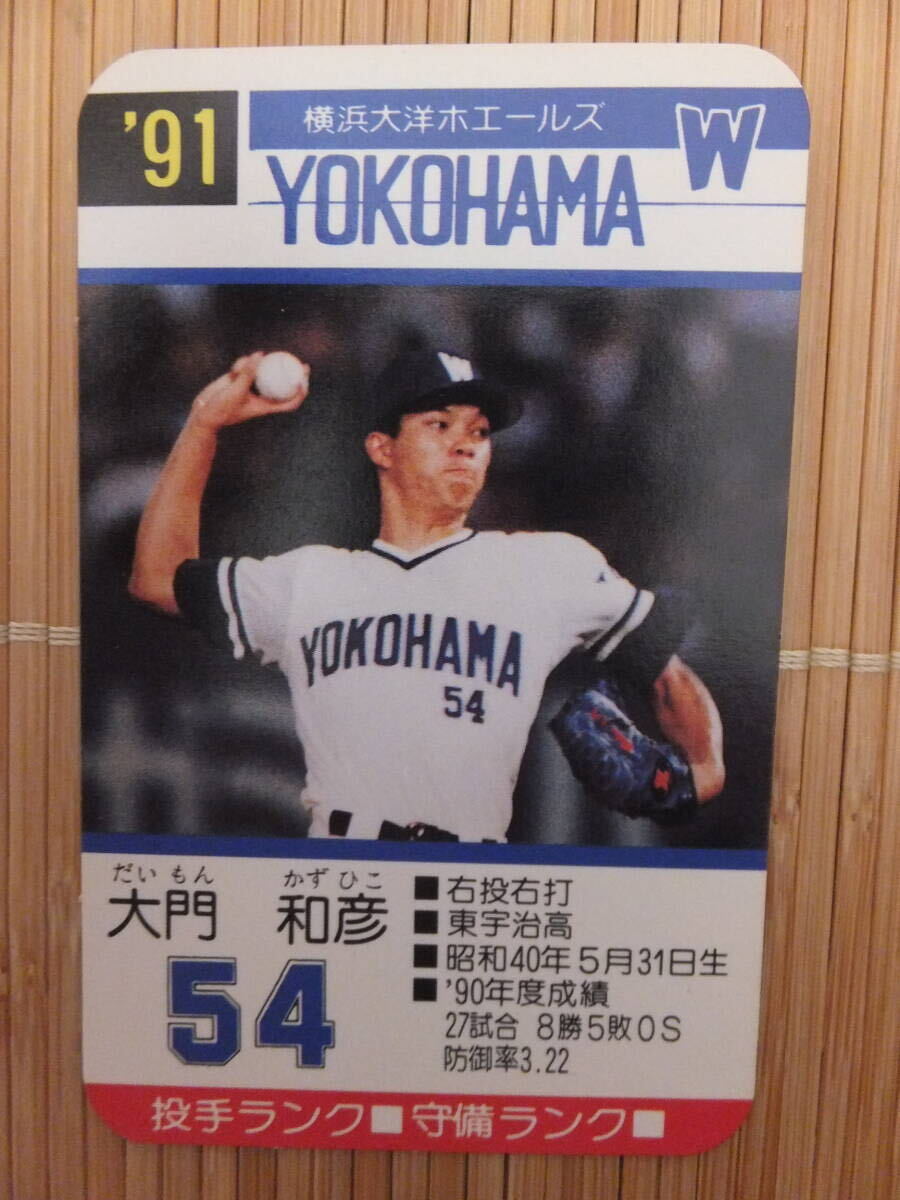 '91
横浜大洋ホエールズ
W
YOKOHAMA
W
YOKOHAMA
54
だいもん かずひこ
大門 和彦
54
■右投右打
■東宇治高
■昭和40年5月31日生
■'90年度成績
27試合 8勝5敗0S
防御率3.22
投手ランク□守備ランク□